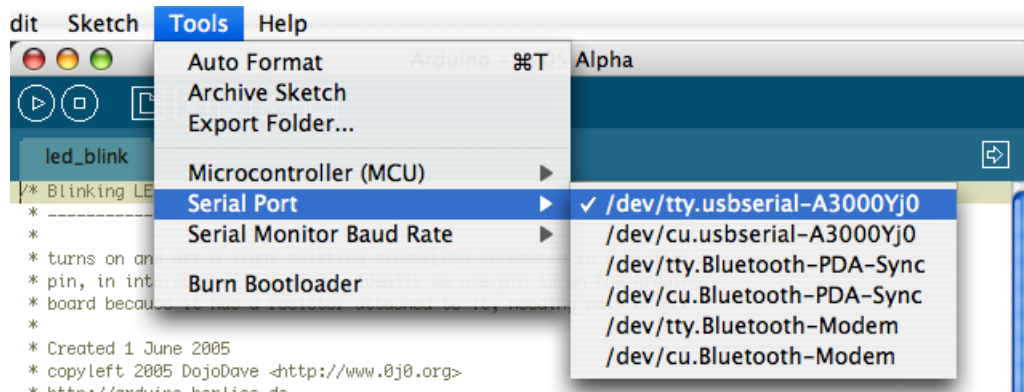 dit Sketch Tools Help
Arduino - 05 Alpha
Auto Format ⌘T
Archive Sketch
Export Folder...
led_blink
Microcontroller (MCU)
Serial Port
Serial Monitor Baud Rate
Burn Bootloader
✓ /dev/tty.usbserial-A3000Yj0
/dev/cu.usbserial-A3000Yj0
/dev/tty.Bluetooth-PDA-Sync
/dev/cu.Bluetooth-PDA-Sync
/dev/tty.Bluetooth-Modem
/dev/cu.Bluetooth-Modem
/* Blinking LE
* -----------
*
* turns on and
* pin, in
* board because it has a resistor attached to it,
*
* Created 1 June 2005
* copyleft 2005 DojoDave <http://www.0j0.org>